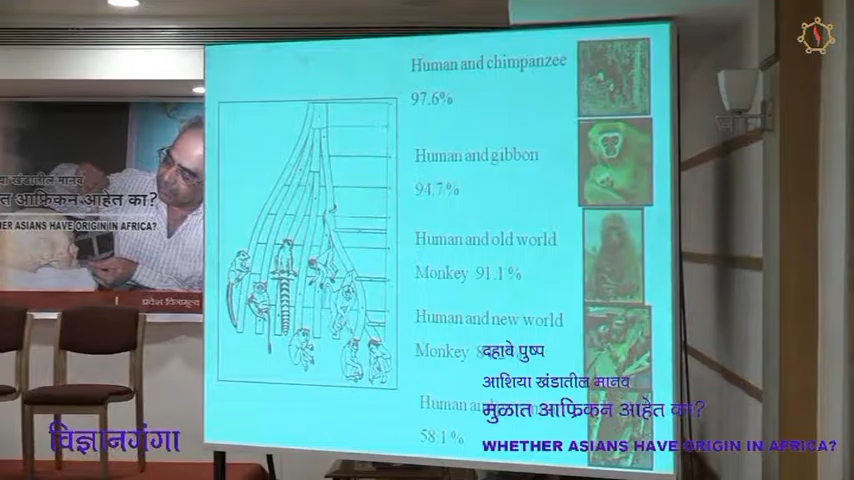 Human and chimpanzee
97.6%
Human and gibbon
94.7%
Human and old world
Monkey 91.1%
Human and new world
Monkey
Human
58.1%
खंडातील मानव
आफ्रिकन आहेत का?
ASIANS HAVE ORIGIN IN AFRICA?
प्रवेश विनामूल्य
विज्ञानगंगा
दहावे पुष्प
आशिया खंडातील मानव
मुळात आफ्रिकन आहेत का?
WHETHER ASIANS HAVE ORIGIN IN AFRICA?